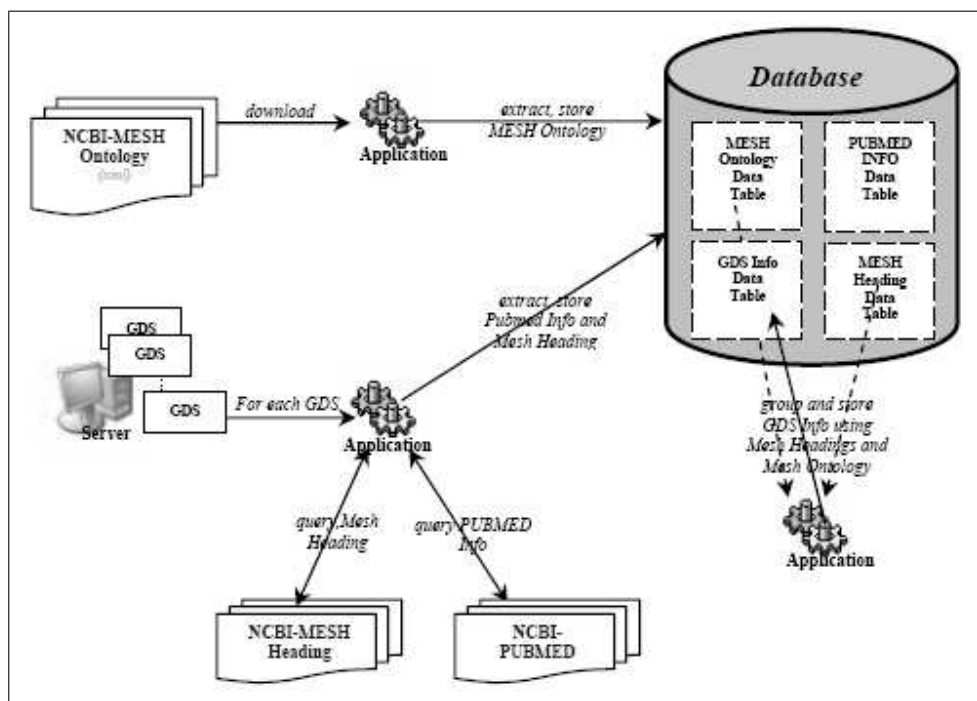 Database
NCBI-MESH
Ontology
(xml)
download
Application
extract, store
MESH Ontology
MESH
Ontology
Data
Table
PUBMED
INFO
Data
Table
GDS Info
Data
Table
MESH
Heading
Data
Table
extract, store
Pubmed Info and
Mesh Heading
GDS
GDS
GDS
Server
For each GDS
Application
group and store
GDS Info using
Mesh Headings and
Mesh Ontology
Application
query Mesh
Heading
query PUBMED
Info
NCBI-MESH
Heading
NCBI-
PUBMED